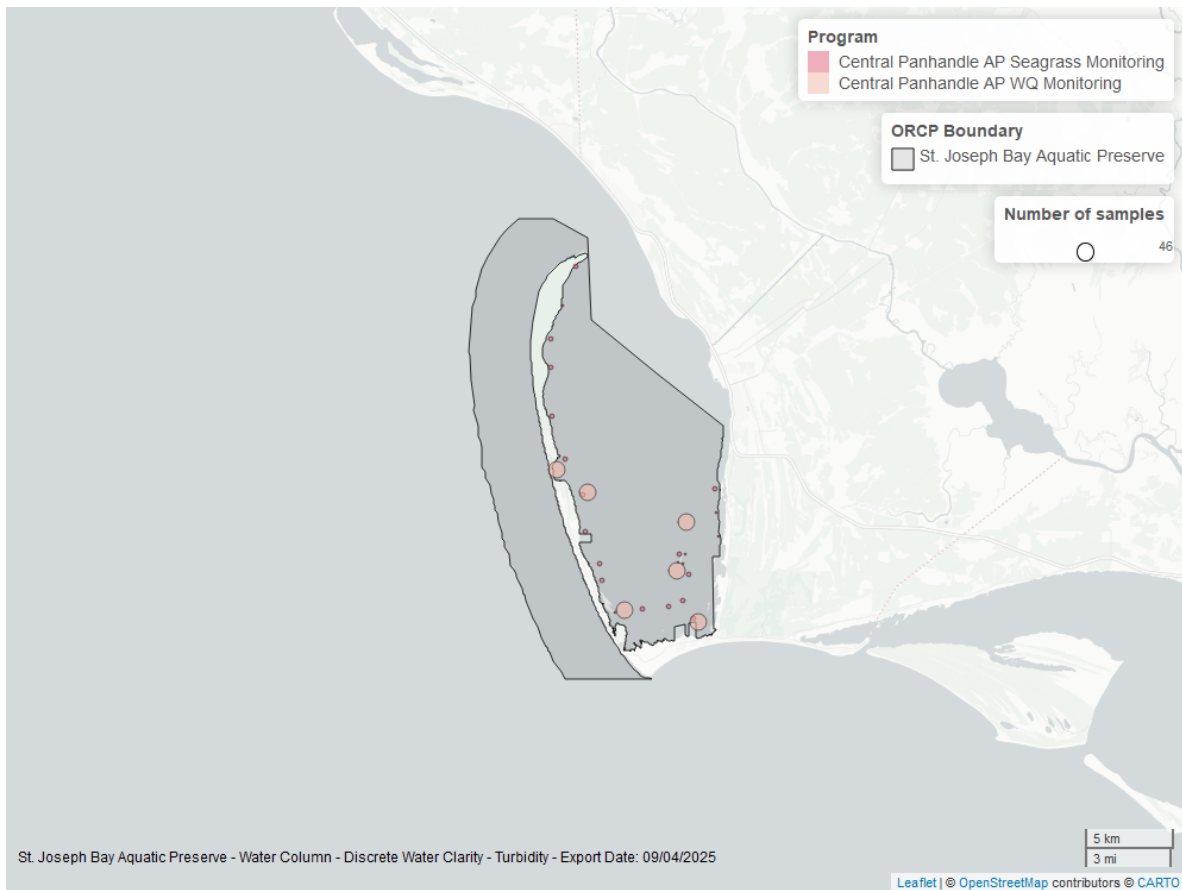 Program
Central Panhandle AP Seagrass Monitoring
Central Panhandle AP WQ Monitoring
ORCP Boundary
St. Joseph Bay Aquatic Preserve
Number of samples
46
5 km
3 mi
St. Joseph Bay Aquatic Preserve - Water Column - Discrete Water Clarity - Turbidity - Export Date: 09/04/2025
Leaflet | © OpenStreetMap contributors © CARTO